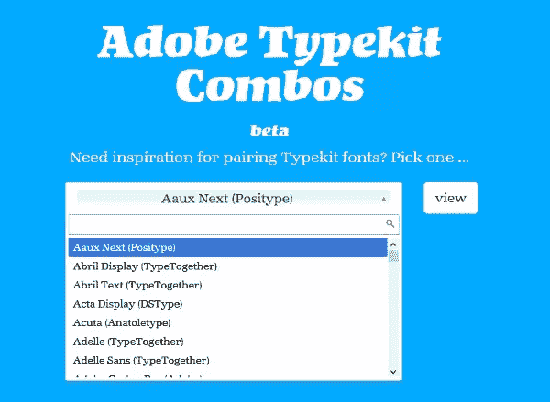 Adobe Typekit
Combos
beta
Need inspiration for pairing Typekit fonts? Pick one ...
Aaux Next (Positype)
view
Aaux Next (Positype)
Abril Display (TypeTogether)
Abril Text (TypeTogether)
Acta Display (DSType)
Acuta (Anatoletype)
Adelle (TypeTogether)
Adelle Sans (TypeTogether)